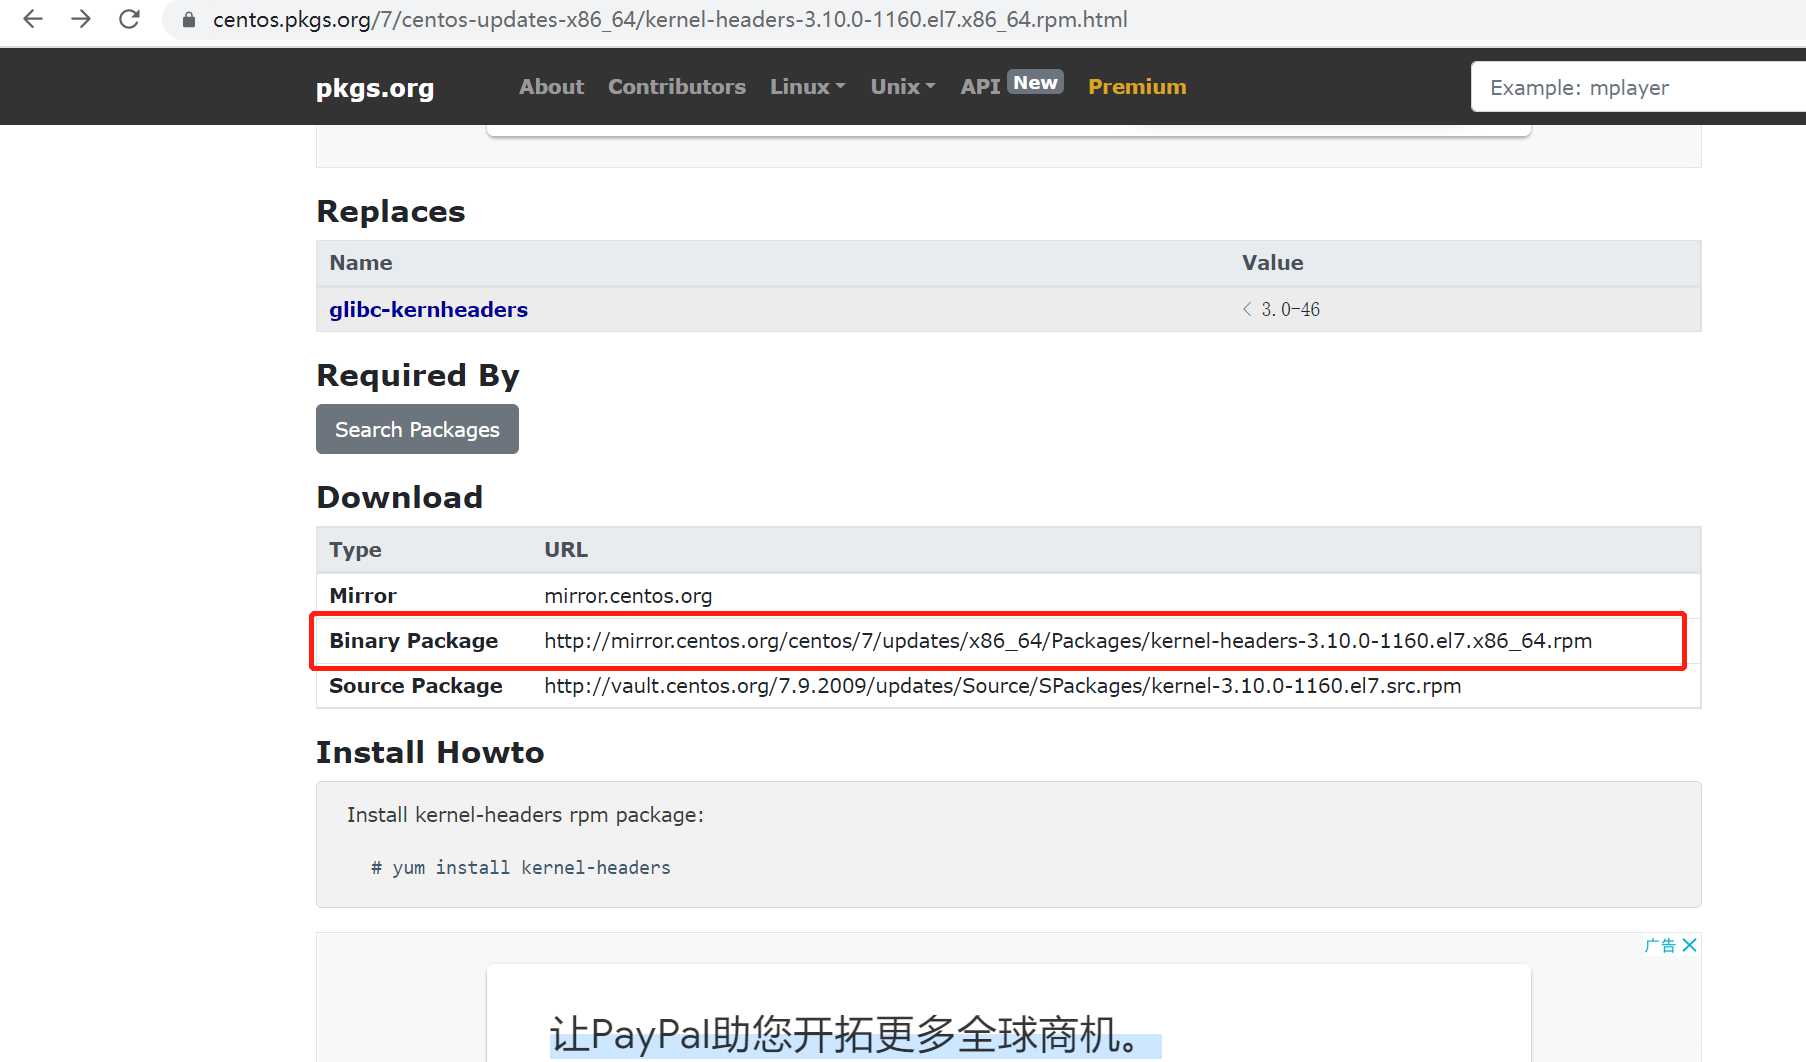 centos.pkgs.org/7/centos-updates-x86_64/kernel-headers-3.10.0-1160.el7.x86_64.rpm.html
pkgs.org About Contributors Linux Unix API New Premium Example: mplayer
Replaces
Name Value
glibc-kernheaders < 3.0-46
Required By
Search Packages
Download
Type URL
Mirror mirror.centos.org
Binary Package http://mirror.centos.org/centos/7/updates/x86_64/Packages/kernel-headers-3.10.0-1160.el7.x86_64.rpm
Source Package http://vault.centos.org/7.9.2009/updates/Source/SPackages/kernel-3.10.0-1160.el7.src.rpm
Install Howto
Install kernel-headers rpm package:
# yum install kernel-headers
广告
让PayPal助您开拓更多全球商机。